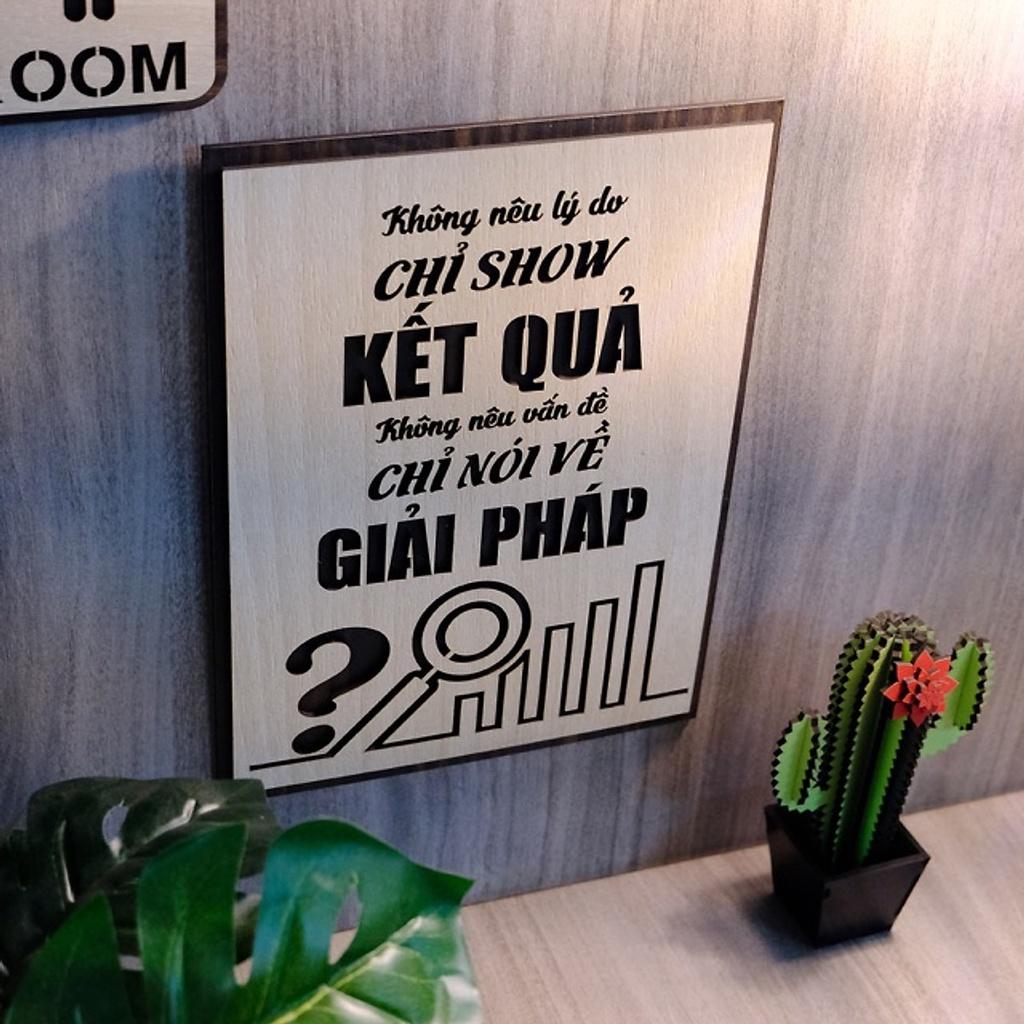 OOM
Không nêu lý do
CHỈ SHOW
KẾT QUẢ
Không nêu vấn đề
CHỈ NÓI VỀ
GIẢI PHÁP
?